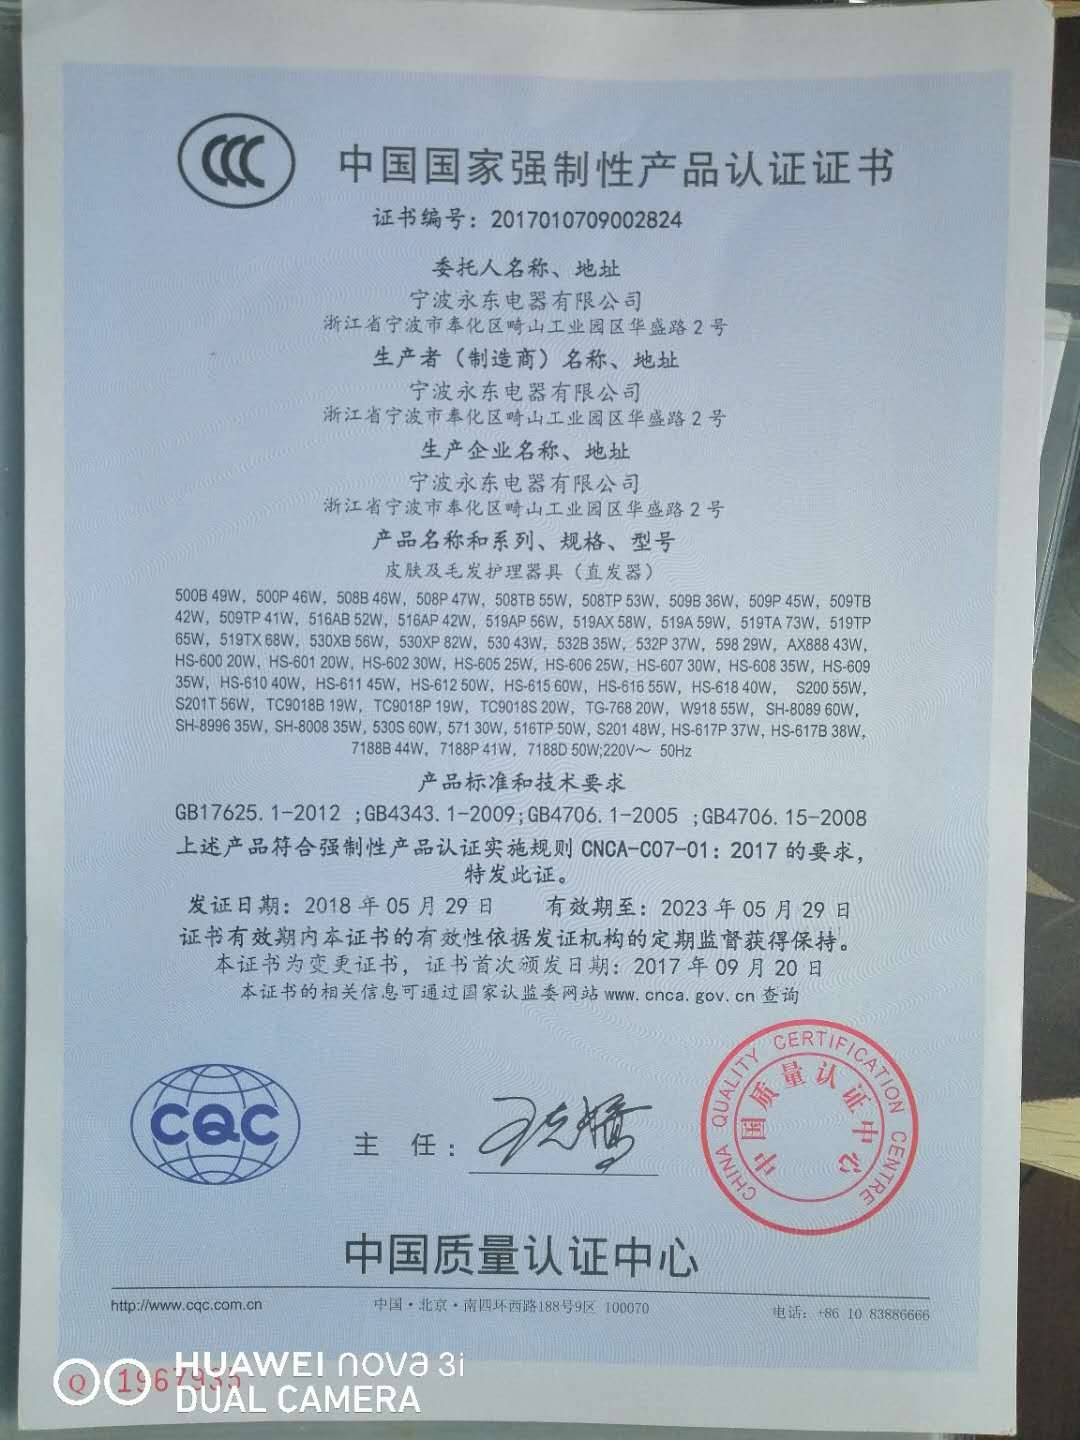 中国国家强制性产品认证证书
证书编号：2017010709002824
委托人名称、地址
宁波永东电器有限公司
浙江省宁波市奉化区畸山工业园区华盛路 2 号
生产者（制造商）名称、地址
宁波永东电器有限公司
浙江省宁波市奉化区畸山工业园区华盛路 2 号
生产企业名称、地址
宁波永东电器有限公司
浙江省宁波市奉化区畸山工业园区华盛路 2 号
产品名称和系列、规格、型号
皮肤及毛发护理器具（直发器）
500B 49W，500P 46W，508B 46W，508P 47W，508TB 55W，508TP 53W，509B 36W，509P 45W，509TB
42W，509TP 41W，516AB 52W，516AP 42W，519AP 56W，519AX 58W，519A 59W，519TA 73W，519TP
65W，519TX 68W，530XB 56W，530XP 82W，530 43W，532B 35W，532P 37W，598 29W，AX888 43W，
HS-600 20W，HS-601 20W，HS-602 30W，HS-605 25W，HS-606 25W，HS-607 30W，HS-608 35W，HS-609
35W，HS-610 40W，HS-611 45W，HS-612 50W，HS-615 60W，HS-616 55W，HS-618 40W， S200 55W，
S201T 56W，TC9018B 19W，TC9018P 19W，TC9018S 20W，TG-768 20W，W918 55W，SH-8089 60W，
SH-8996 35W，SH-8008 35W，530S 60W，571 30W，516TP 50W，S201 48W，HS-617P 37W，HS-617B 38W，
7188B 44W，7188P 41W，7188D 50W;220V～ 50Hz
产品标准和技术要求
GB17625.1-2012 ;GB4343.1-2009;GB4706.1-2005 ;GB4706.15-2008
上述产品符合强制性产品认证实施规则 CNCA-C07-01：2017 的要求，
特发此证。
发证日期：2018 年 05 月 29 日 有效期至：2023 年 05 月 29 日
证书有效期内本证书的有效性依据发证机构的定期监督获得保持。
本证书为变更证书，证书首次颁发日期：2017 年 09 月 20 日
本证书的相关信息可通过国家认监委网站 www.cnca.gov.cn 查询
CHINA QUALITY CERTIFICATION CENTRE
中国质量认证中心
CQC
主 任：
中国质量认证中心
http://www.cqc.com.cn 中国·北京·南四环西路188号9区 100070 电话：+86 10 83886666
Q 1967935
HUAWEI nova 3i
DUAL CAMERA